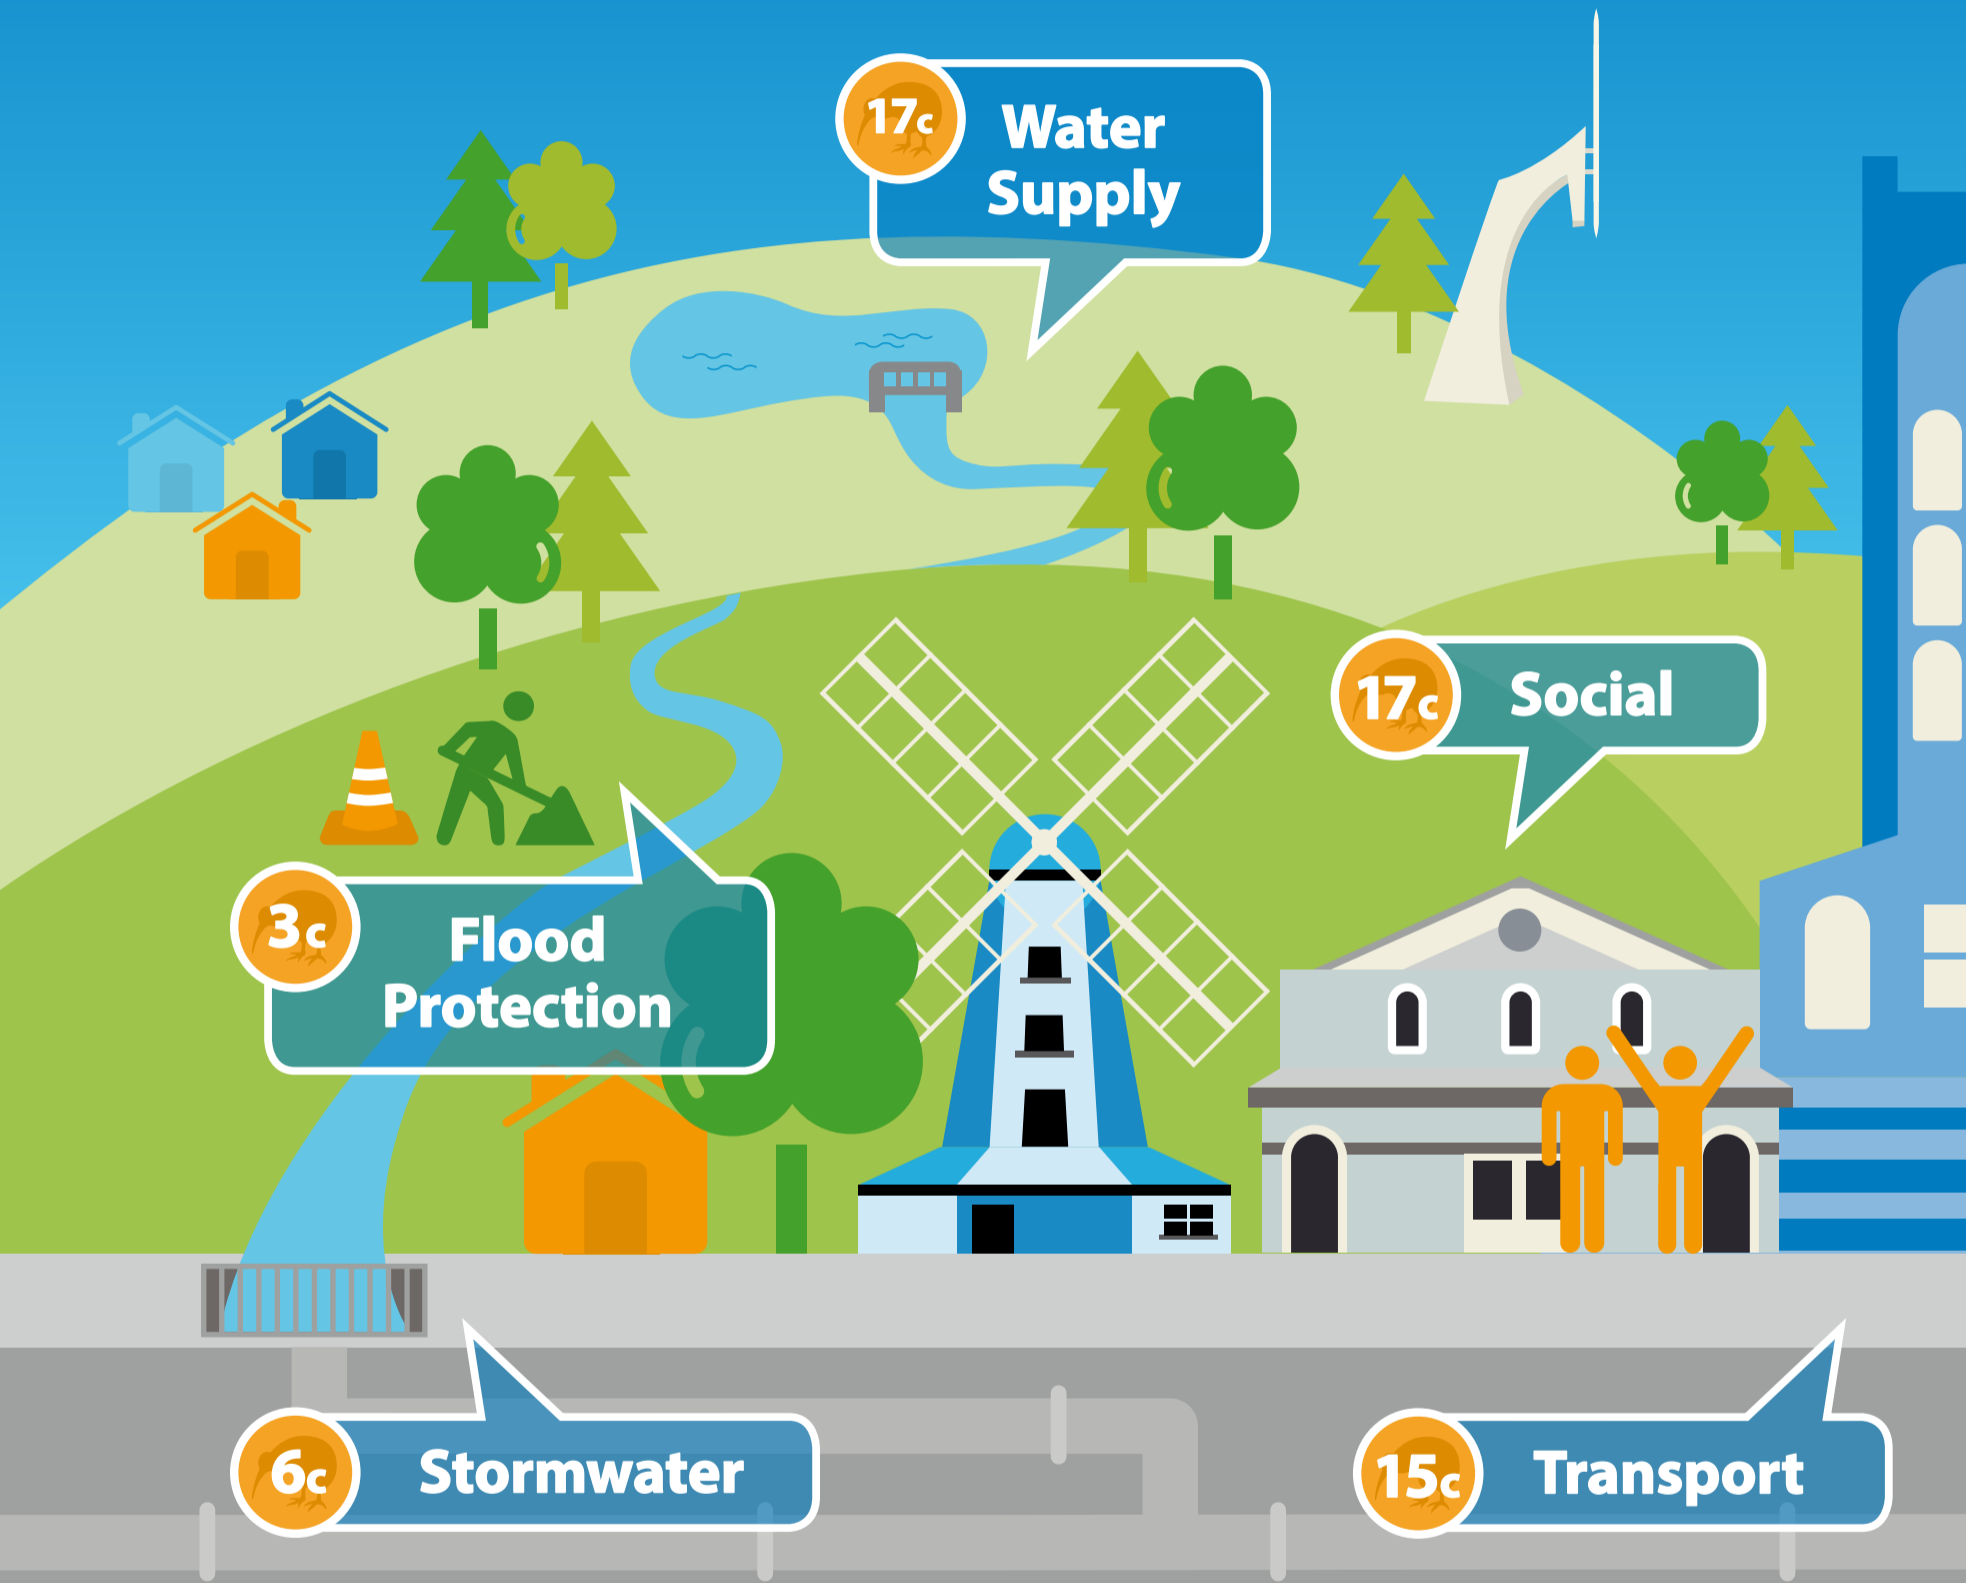 17c
Water
Supply
17c
Social
3c
Flood
Protection
6c
Stormwater
15c
Transport